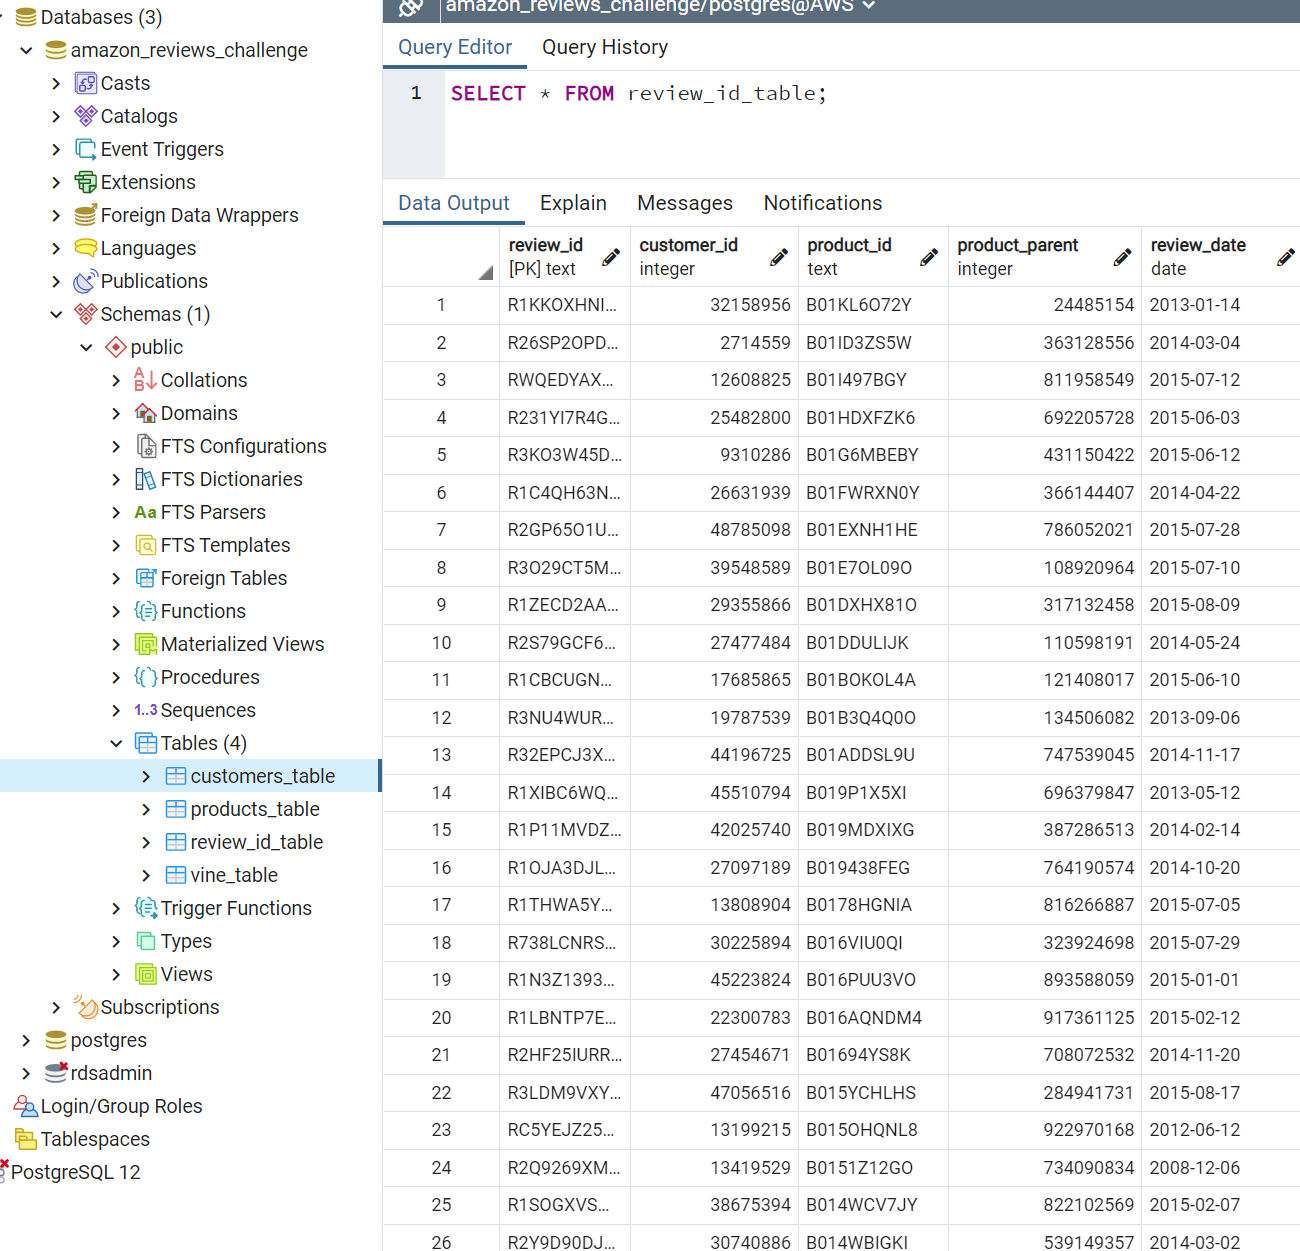 Databases (3)
amazon_reviews_challenge
Casts
Catalogs
Event Triggers
Extensions
Foreign Data Wrappers
Languages
Publications
Schemas (1)
public
Collations
Domains
FTS Configurations
FTS Dictionaries
Aa FTS Parsers
FTS Templates
Foreign Tables
Functions
Materialized Views
Procedures
1..3 Sequences
Tables (4)
customers_table
products_table
review_id_table
vine_table
Trigger Functions
Types
Views
Subscriptions
postgres
rdsadmin
Login/Group Roles
Tablespaces
PostgreSQL 12
amazon_reviews_challenge/postgres@AWS
Query Editor Query History
1 SELECT * FROM review_id_table;
Data Output Explain Messages Notifications
review_id customer_id product_id product_parent review_date
[PK] text integer text integer date
1 R1KKOXHNI... 32158956 B01KL6O72Y 24485154 2013-01-14
2 R26SP2OPD... 2714559 B01ID3ZS5W 363128556 2014-03-04
3 RWQEDYAX... 12608825 B01I497BGY 811958549 2015-07-12
4 R231YI7R4G... 25482800 B01HDXFZK6 692205728 2015-06-03
5 R3KO3W45D... 9310286 B01G6MBEBY 431150422 2015-06-12
6 R1C4QH63N... 26631939 B01FWRXN0Y 366144407 2014-04-22
7 R2GP65O1U... 48785098 B01EXNH1HE 786052021 2015-07-28
8 R3O29CT5M... 39548589 B01E7OL09O 108920964 2015-07-10
9 R1ZECD2AA... 29355866 B01DXHX81O 317132458 2015-08-09
10 R2S79GCF6... 27477484 B01DDULIJK 110598191 2014-05-24
11 R1CBCUGN... 17685865 B01BOKOL4A 121408017 2015-06-10
12 R3NU4WUR... 19787539 B01B3Q4Q0O 134506082 2013-09-06
13 R32EPCJ3X... 44196725 B01ADDSL9U 747539045 2014-11-17
14 R1XIBC6WQ... 45510794 B019P1X5XI 696379847 2013-05-12
15 R1P11MVDZ... 42025740 B019MDXIXG 387286513 2014-02-14
16 R1OJA3DJL... 27097189 B019438FEG 764190574 2014-10-20
17 R1THWA5Y... 13808904 B0178HGNIA 816266887 2015-07-05
18 R738LCNRS... 30225894 B016VIU0QI 323924698 2015-07-29
19 R1N3Z1393... 45223824 B016PUU3VO 893588059 2015-01-01
20 R1LBNTP7E... 22300783 B016AQNDM4 917361125 2015-02-12
21 R2HF25IURR... 27454671 B01694YS8K 708072532 2014-11-20
22 R3LDM9VXY... 47056516 B015YCHLHS 284941731 2015-08-17
23 RC5YEJZ25... 13199215 B015OHQNL8 922970168 2012-06-12
24 R2Q9269XM... 13419529 B0151Z12GO 734090834 2008-12-06
25 R1SOGXVS... 38675394 B014WCV7JY 822102569 2015-02-07
26 R2Y9D90DJ... 30740886 B014WBIGKI 539149357 2014-03-02